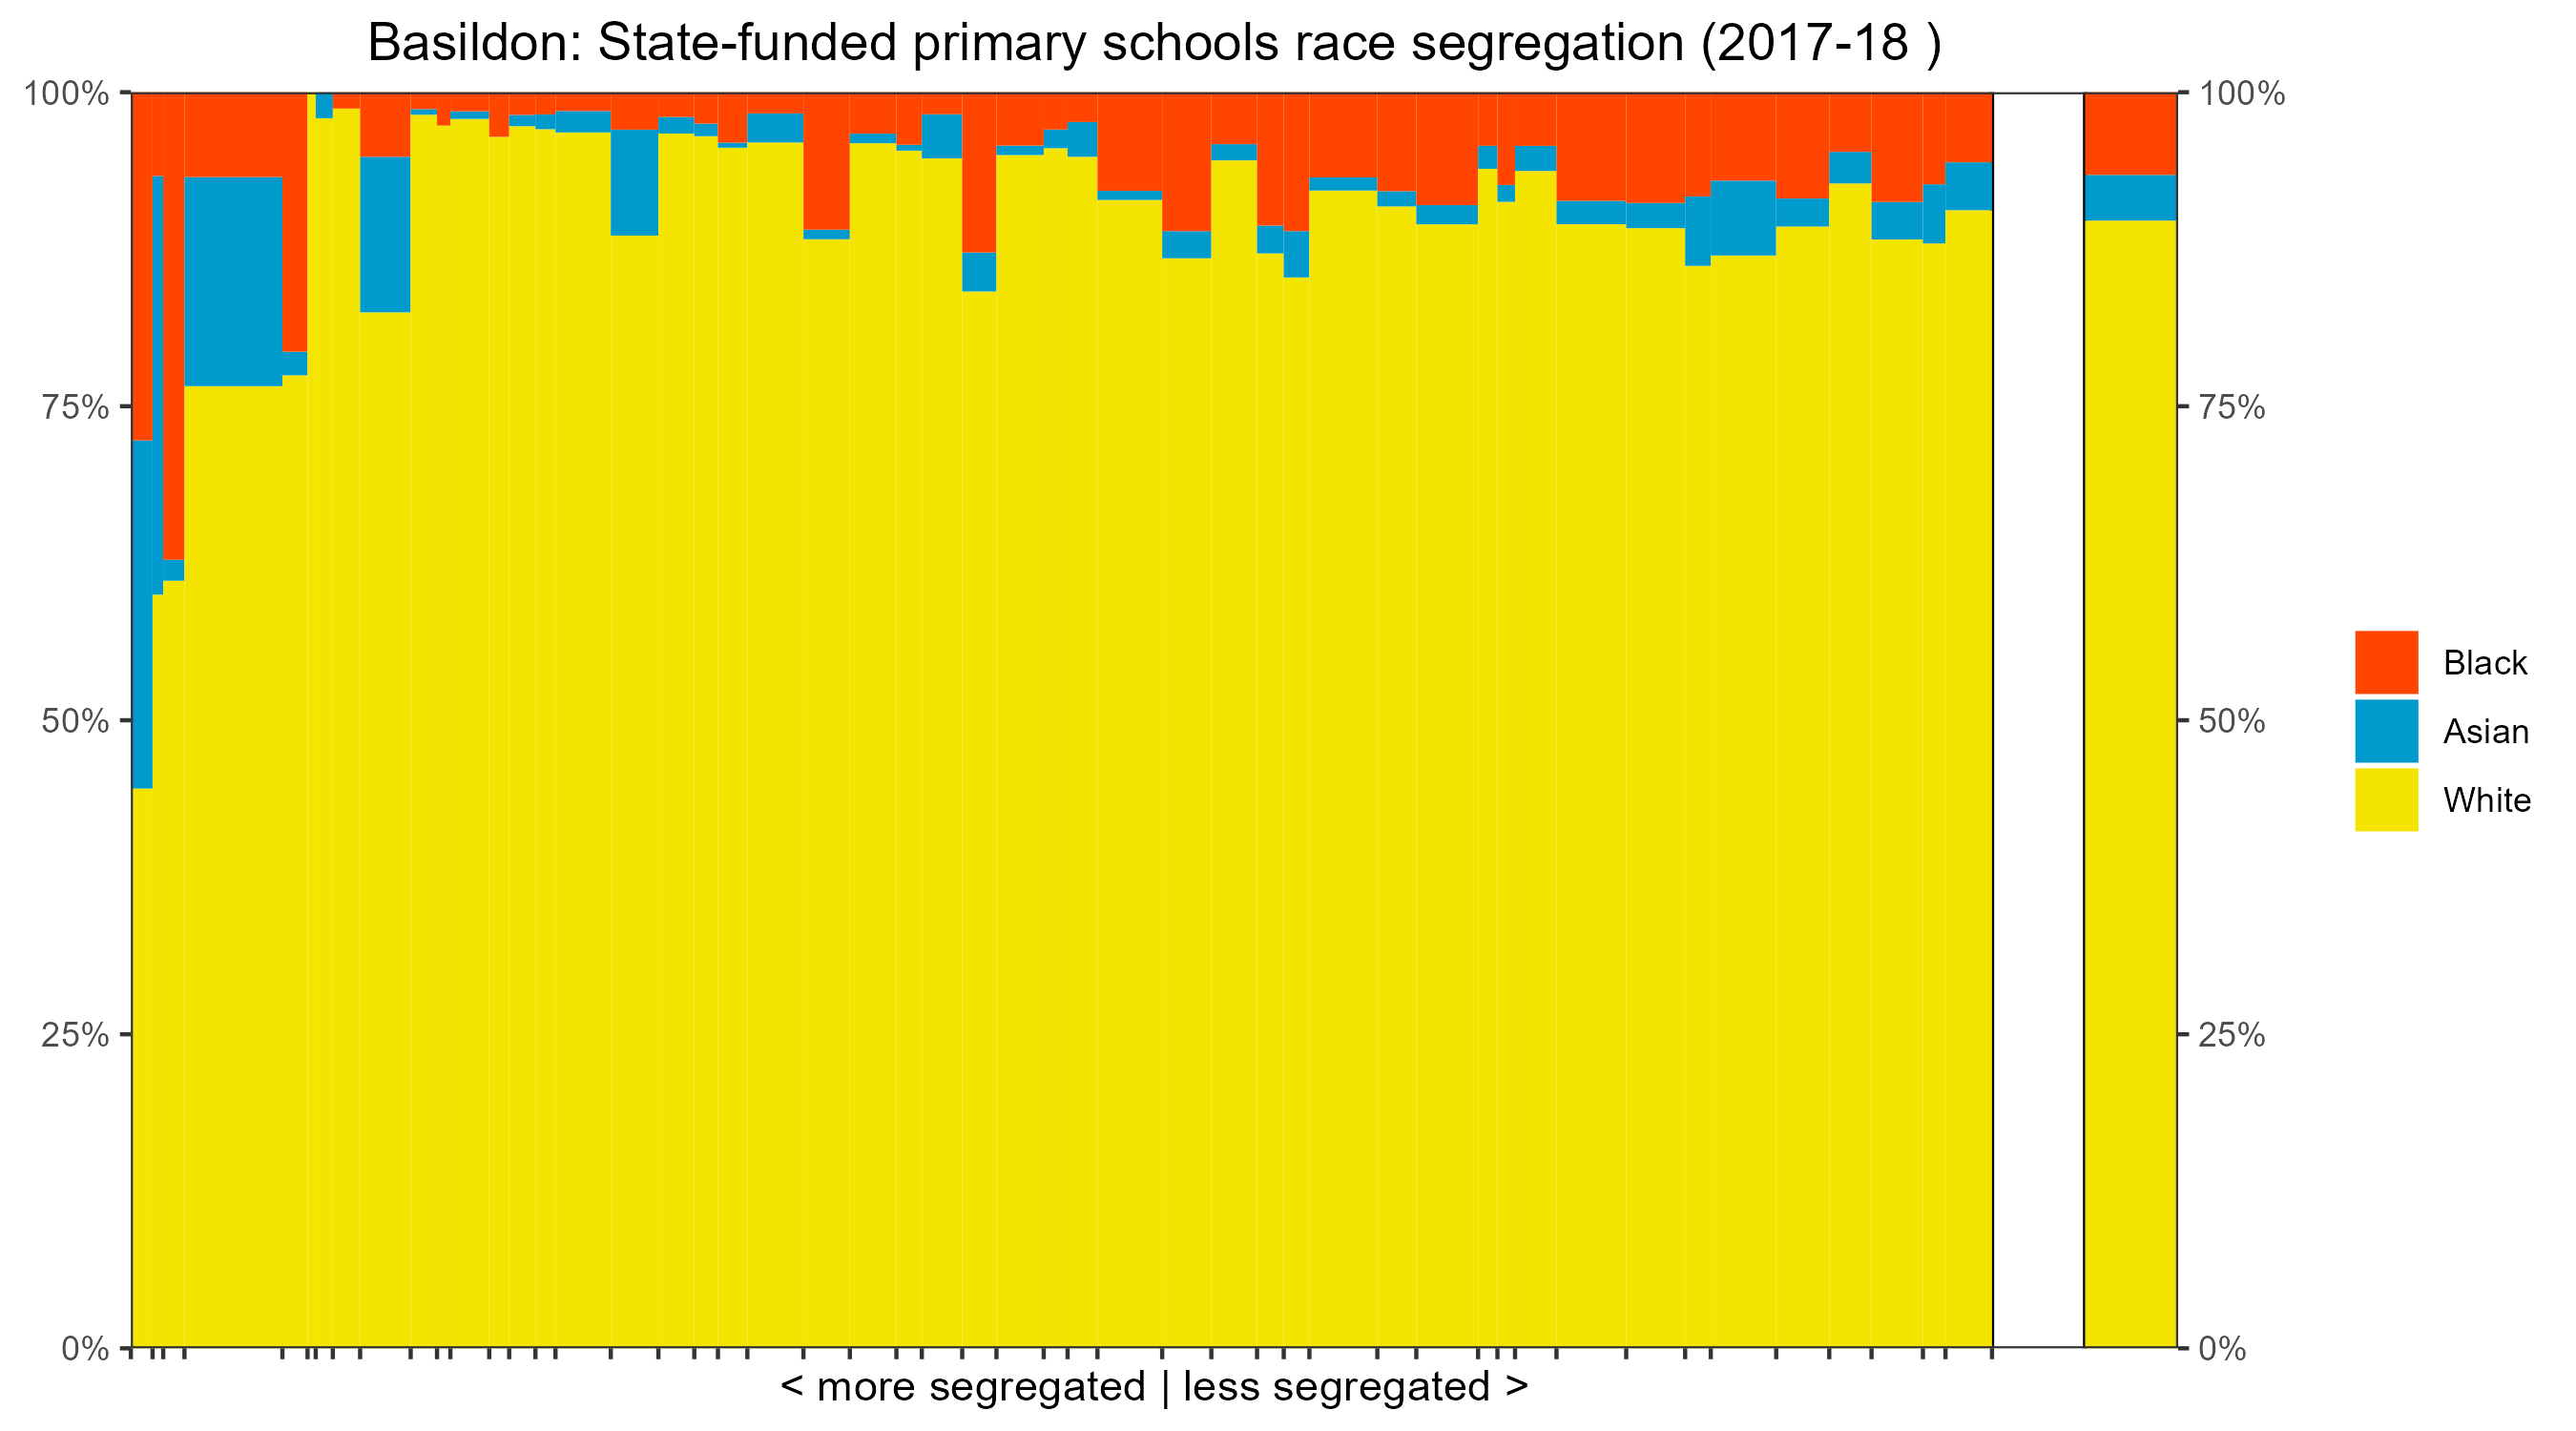 Basildon: State-funded primary schools race segregation (2017-18 )
100%
75%
50%
25%
0%
100%
75%
50%
25%
0%
Black
Asian
White
< more segregated | less segregated >